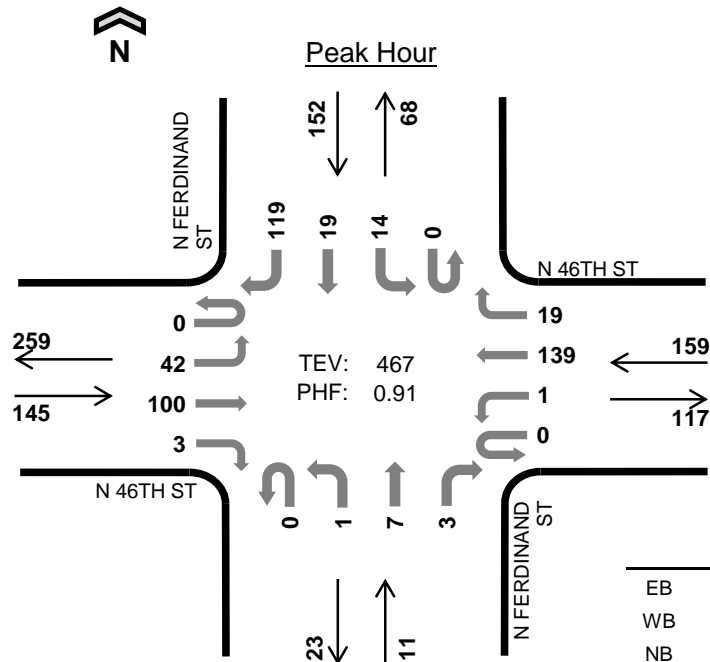 N
Peak Hour
152
68
N FERDINAND
ST
119
19
14
0
N 46TH ST
0
42
100
3
259
145
TEV: 467
PHF: 0.91
19
139
1
0
159
117
N 46TH ST
0
1
7
3
N FERDINAND
ST
23
11
EB
WB
NB